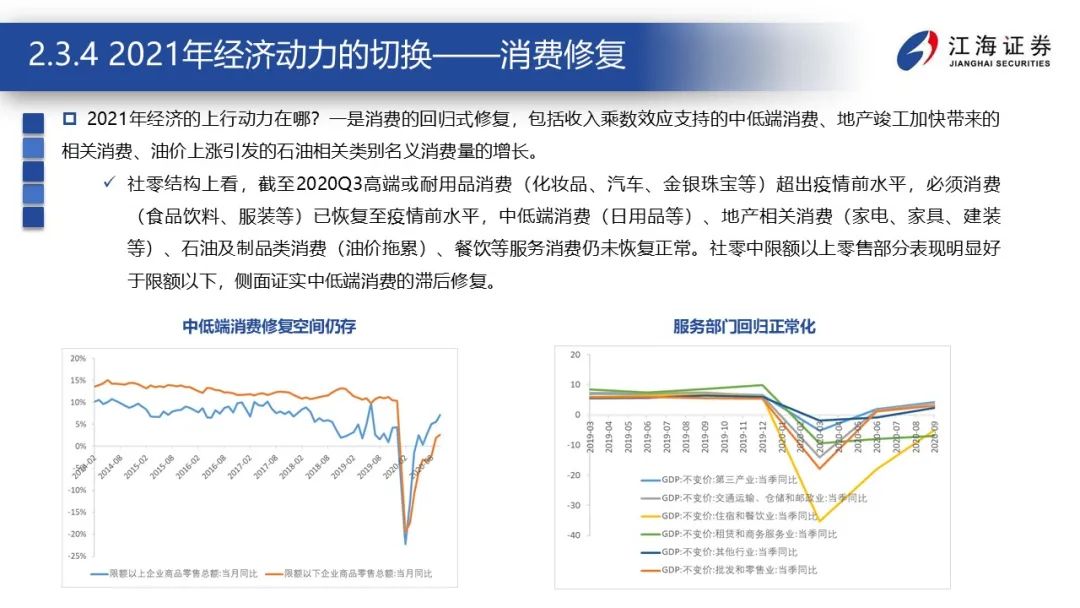 2.3.4 2021年经济动力的切换——消费修复
江海证券
JIANGHAI SECURITIES
2021年经济的上行动力在哪？一是消费的回归式修复，包括收入乘数效应支持的中低端消费、地产竣工加快带来的
相关消费、油价上涨引发的石油相关类别名义消费量的增长。
✓ 社零结构上看，截至2020Q3高端或耐用品消费（化妆品、汽车、金银珠宝等）超出疫情前水平，必须消费
（食品饮料、服装等）已恢复至疫情前水平，中低端消费（日用品等）、地产相关消费（家电、家具、建装
等）、石油及制品类消费（油价拖累）、餐饮等服务消费仍未恢复正常。社零中限额以上零售部分表现明显好
于限额以下，侧面证实中低端消费的滞后修复。
中低端消费修复空间仍存
20%
15%
10%
5%
0%
-5%
-10%
-15%
-20%
-25%
2014-02
2014-08
2015-02
2015-08
2016-02
2016-08
2017-02
2017-08
2018-02
2018-08
2019-02
2019-08
2020-02
2020-08
限额以上企业商品零售总额:当月同比
限额以下企业商品零售总额:当月同比
服务部门回归正常化
20
10
0
-10
-20
-30
-40
2019-03
2019-04
2019-05
2019-06
2019-07
2019-08
2019-09
2019-10
2019-11
2019-12
2020-01
2020-02
2020-03
2020-04
2020-05
2020-06
2020-07
2020-08
2020-09
GDP:不变价:第三产业:当季同比
GDP:不变价:交通运输、仓储和邮政业:当季同比
GDP:不变价:住宿和餐饮业:当季同比
GDP:不变价:租赁和商务服务业:当季同比
GDP:不变价:其他行业:当季同比
GDP:不变价:批发和零售业:当季同比